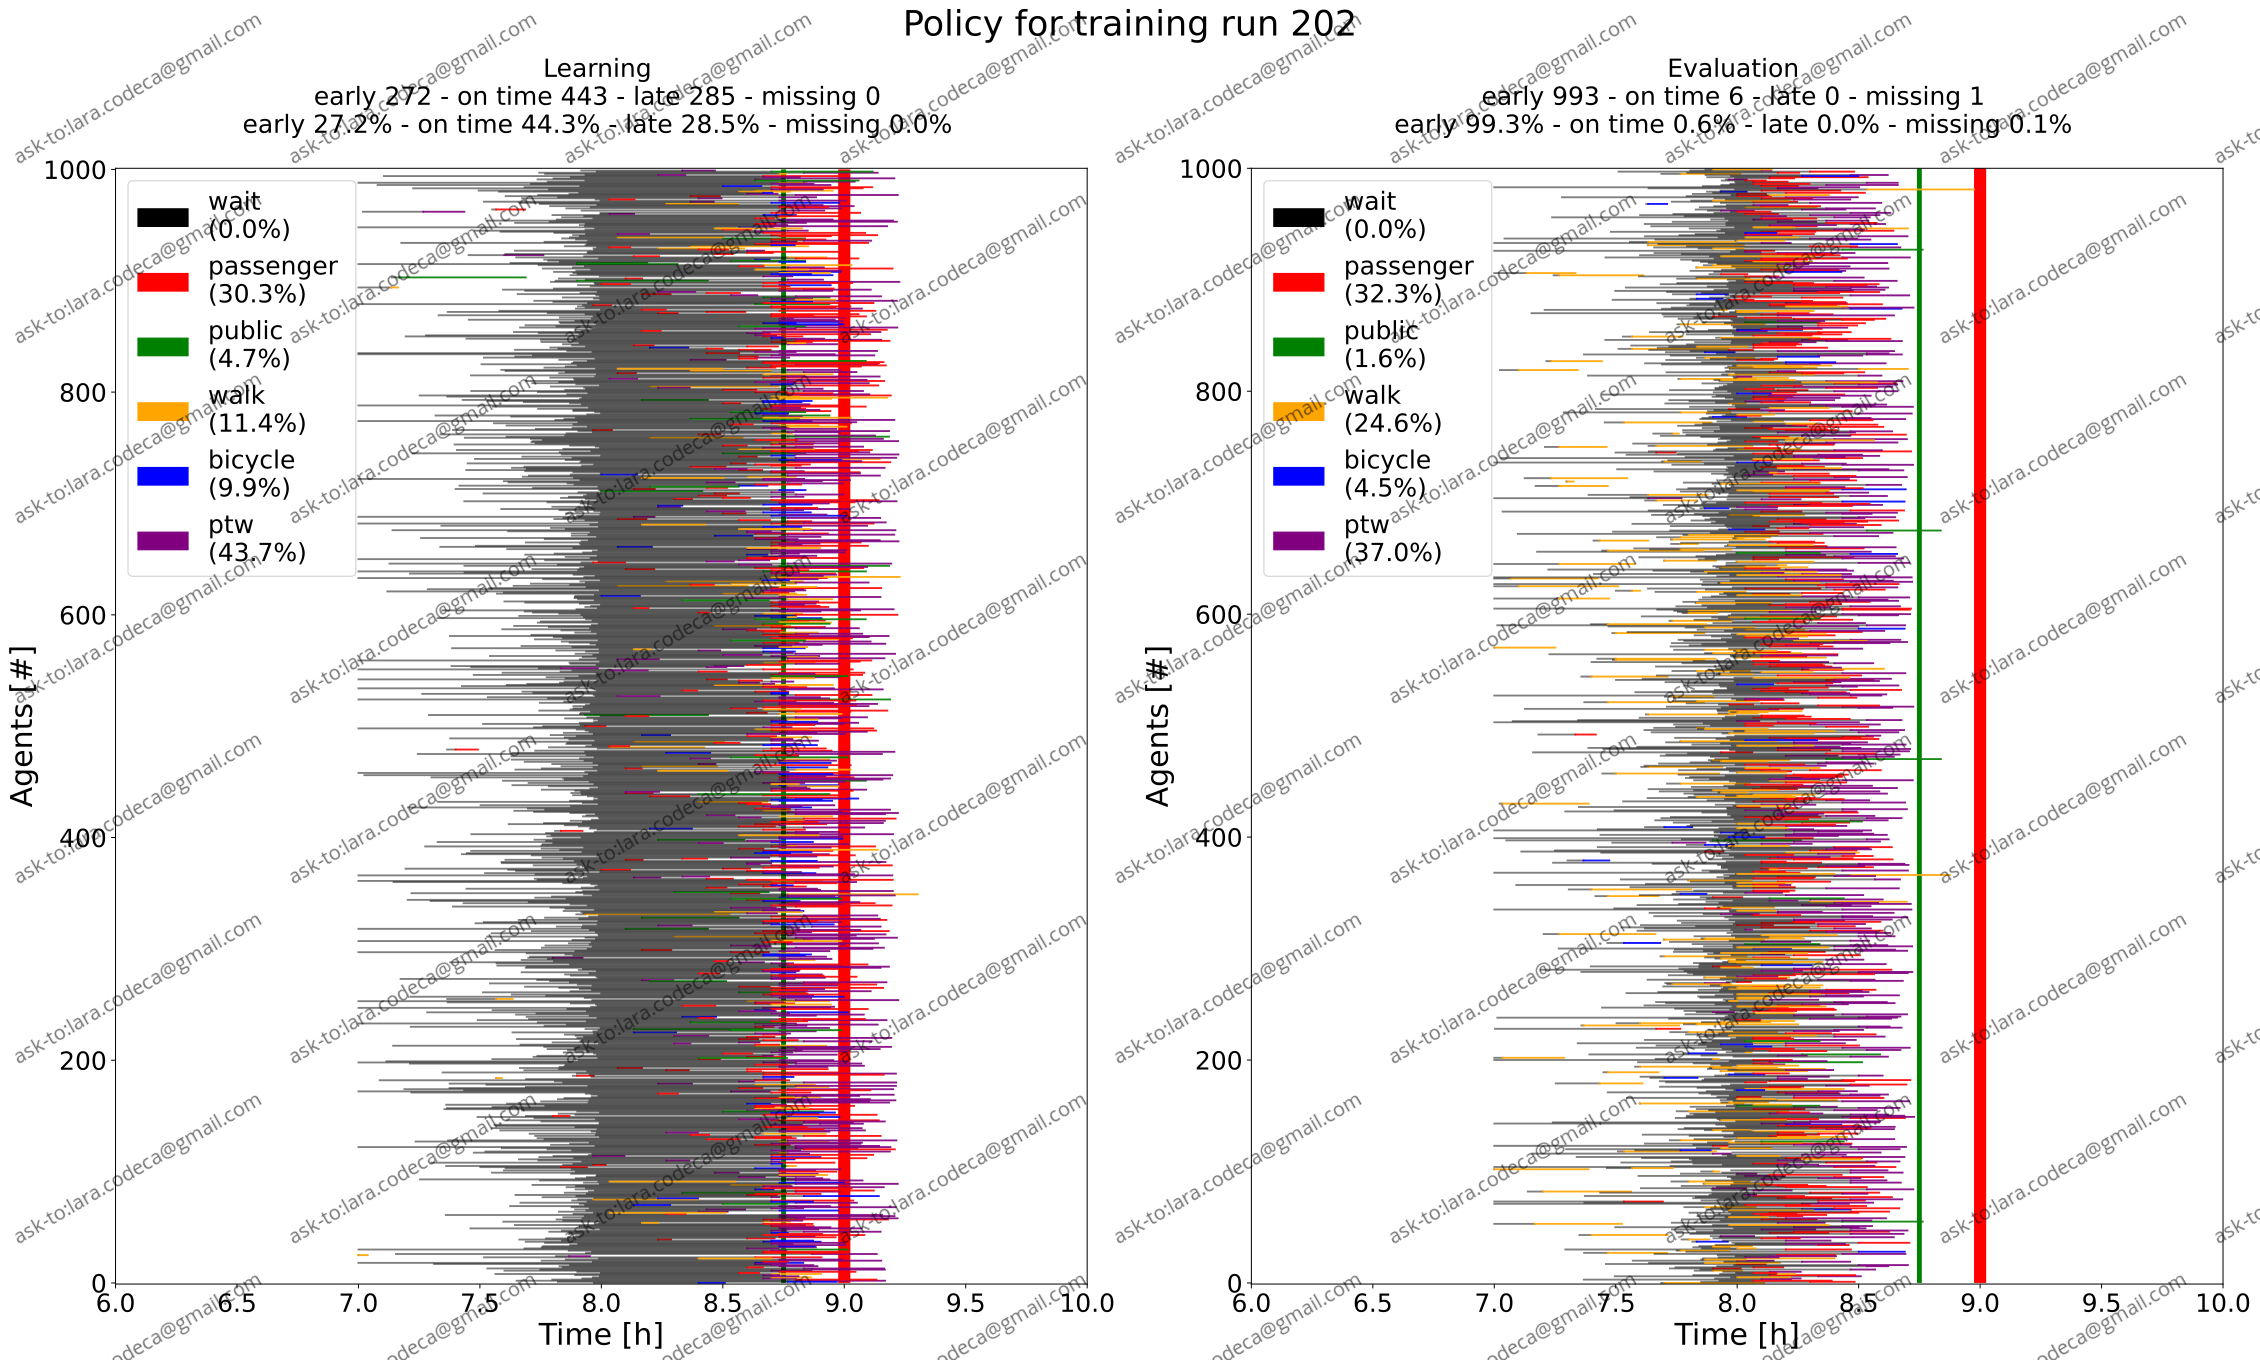 Policy for training run 202
Learning
early 272 - on time 443 - late 285 - missing 0
early 27.2% - on time 44.3% - late 28.5% - missing 0.0%
1000
800
600
400
200
0
Agents [#]
wait
(0.0%)
passenger
(30.3%)
public
(4.7%)
walk
(11.4%)
bicycle
(9.9%)
ptw
(43.7%)
6.0 6.5 7.0 7.5 8.0 8.5 9.0 9.5 10.0
Time [h]
Evaluation
early 993 - on time 6 - late 0 - missing 1
early 99.3% - on time 0.6% - late 0.0% - missing 0.1%
1000
800
600
400
200
0
Agents [#]
wait
(0.0%)
passenger
(32.3%)
public
(1.6%)
walk
(24.6%)
bicycle
(4.5%)
ptw
(37.0%)
6.0 6.5 7.0 7.5 8.0 8.5 9.0 9.5 10.0
Time [h]
ask-to:lara.codeca@gmail.com